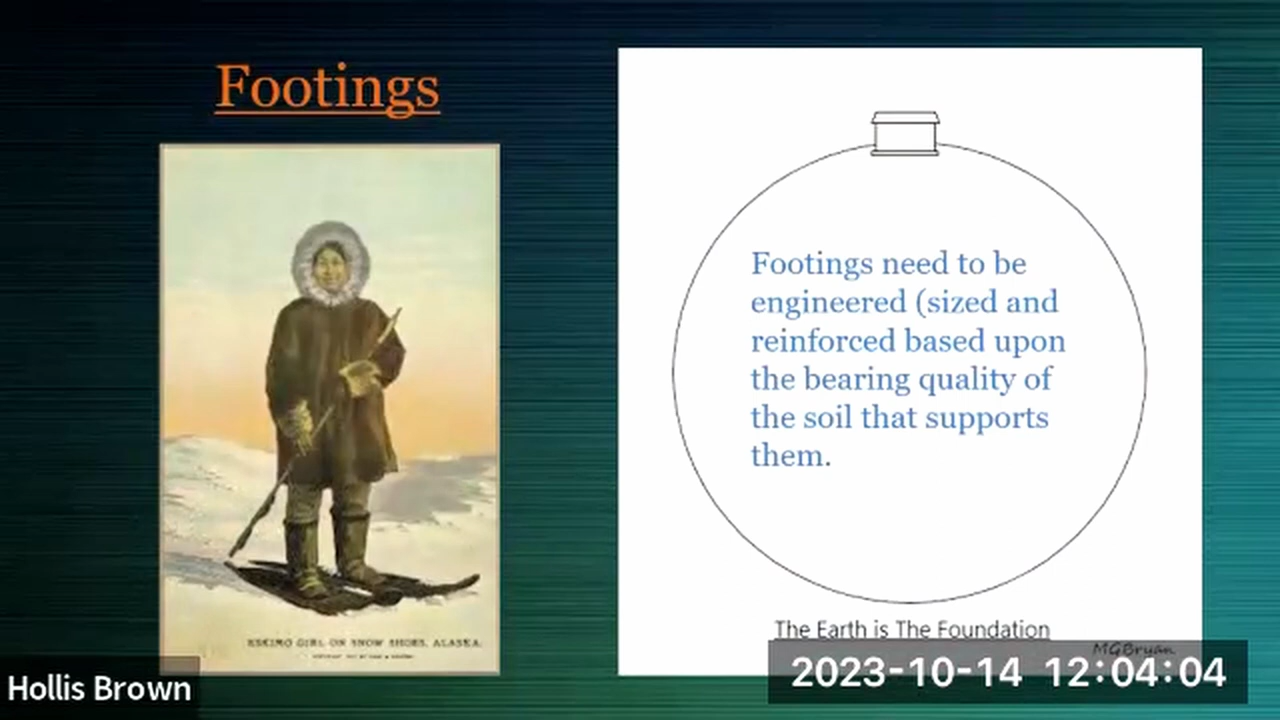 Footings
Footings need to be
engineered (sized and
reinforced based upon
the bearing quality of
the soil that supports
them.
ESKIMO GIRL ON SNOW SHOES, ALASKA.
The Earth is The Foundation
MGBryan
Hollis Brown
2023-10-14 12:04:04